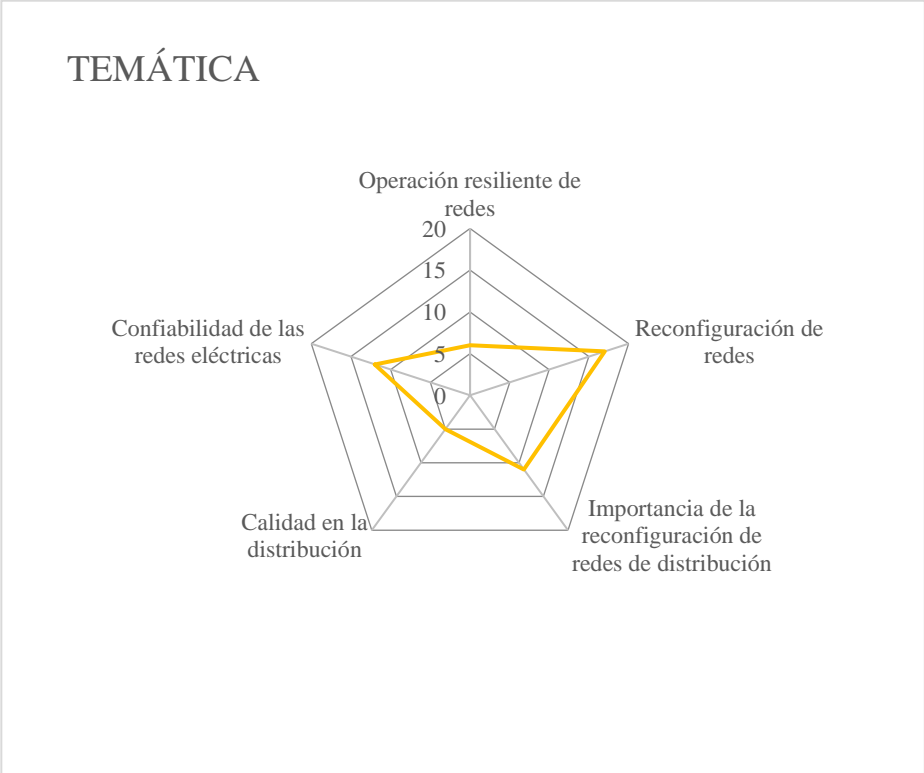 TEMÁTICA
Operación resiliente de
redes
20
15
10
5
0
Reconfiguración de
redes
Importancia de la
reconfiguración de
redes de distribución
Calidad en la
distribución
Confiabilidad de las
redes eléctricas